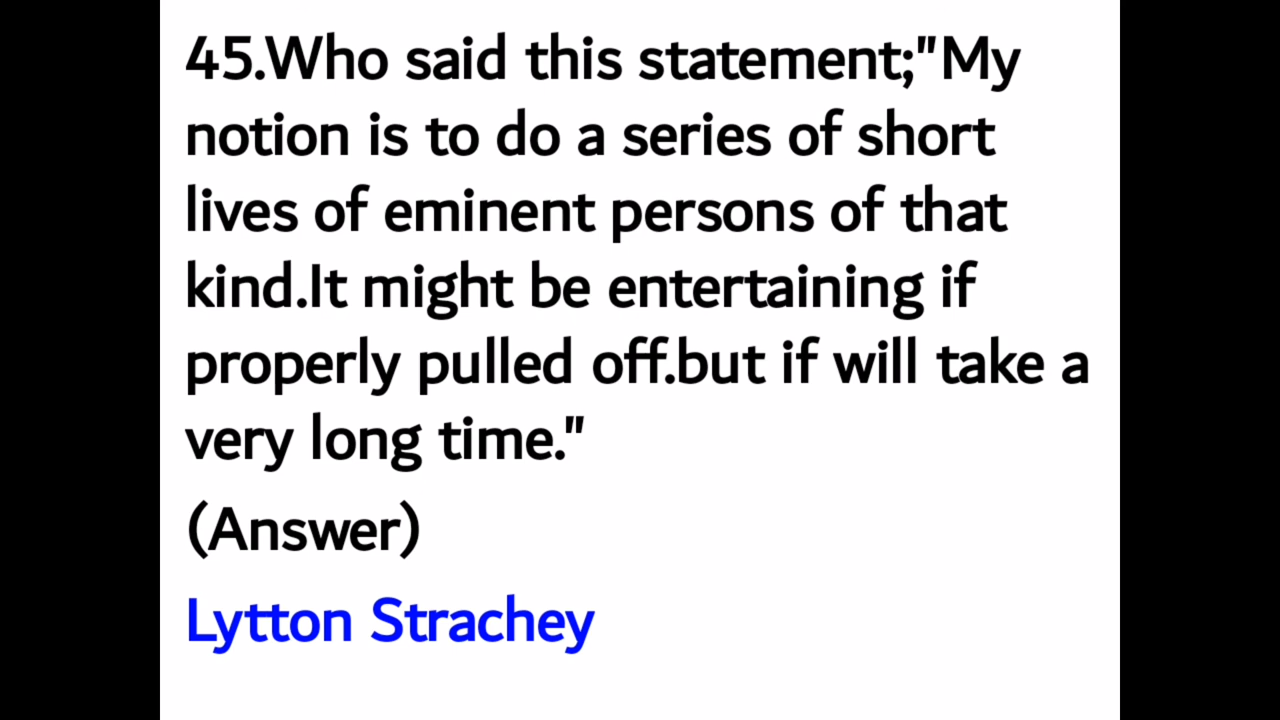 45.Who said this statement;"My
notion is to do a series of short
lives of eminent persons of that
kind.It might be entertaining if
properly pulled off.but if will take a
very long time."
(Answer)
Lytton Strachey